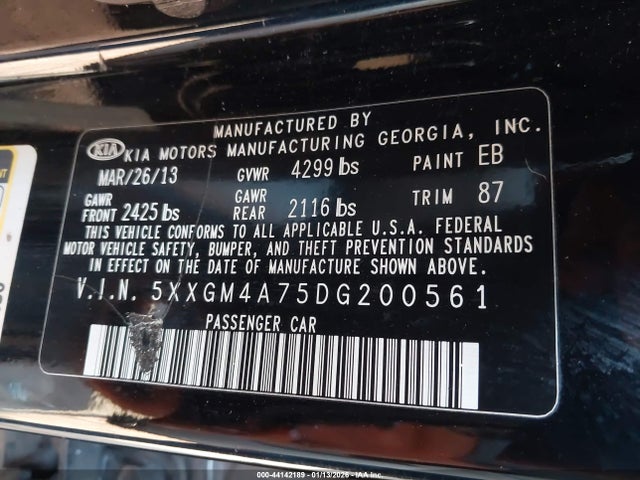 MANUFACTURED BY
KIA KIA MOTORS MANUFACTURING GEORGIA, INC.
MAR/26/13 GVWR 4299 lbs PAINT EB
GAWR FRONT 2425 lbs GAWR REAR 2116 lbs TRIM 87
THIS VEHICLE CONFORMS TO ALL APPLICABLE U.S.A. FEDERAL
MOTOR VEHICLE SAFETY, BUMPER, AND THEFT PREVENTION STANDARDS
IN EFFECT ON THE DATE OF MANUFACTURE SHOWN ABOVE.
V.I.N. 5XXGM4A75DG200561
PASSENGER CAR
000-44142189 - 01/13/2026 - IAA Inc.